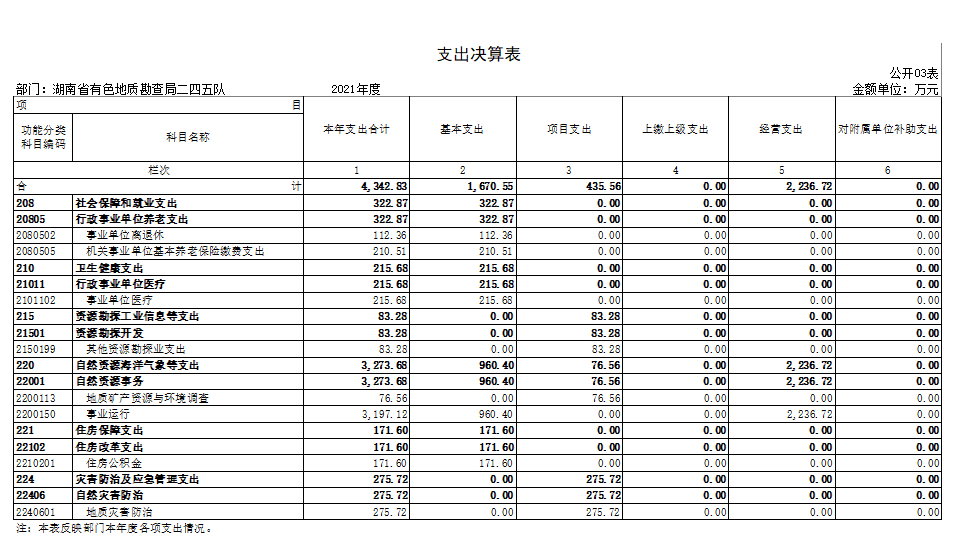 支出决算表
公开03表
部门：湖南省有色地质勘查局二四五队 2021年度 金额单位：万元
项 目 本年支出合计 基本支出 项目支出 上缴上级支出 经营支出 对附属单位补助支出
功能分类科目编码 科目名称
栏次 1 2 3 4 5 6
合 计 4,342.83 1,670.55 435.56 0.00 2,236.72 0.00
208 社会保障和就业支出 322.87 322.87 0.00 0.00 0.00 0.00
20805 行政事业单位养老支出 322.87 322.87 0.00 0.00 0.00 0.00
2080502 事业单位离退休 112.36 112.36 0.00 0.00 0.00 0.00
2080505 机关事业单位基本养老保险缴费支出 210.51 210.51 0.00 0.00 0.00 0.00
210 卫生健康支出 215.68 215.68 0.00 0.00 0.00 0.00
21011 行政事业单位医疗 215.68 215.68 0.00 0.00 0.00 0.00
2101102 事业单位医疗 215.68 215.68 0.00 0.00 0.00 0.00
215 资源勘探工业信息等支出 83.28 0.00 83.28 0.00 0.00 0.00
21501 资源勘探开发 83.28 0.00 83.28 0.00 0.00 0.00
2150199 其他资源勘探业支出 83.28 0.00 83.28 0.00 0.00 0.00
220 自然资源海洋气象等支出 3,273.68 960.40 76.56 0.00 2,236.72 0.00
22001 自然资源事务 3,273.68 960.40 76.56 0.00 2,236.72 0.00
2200113 地质矿产资源与环境调查 76.56 0.00 76.56 0.00 0.00 0.00
2200150 事业运行 3,197.12 960.40 0.00 0.00 2,236.72 0.00
221 住房保障支出 171.60 171.60 0.00 0.00 0.00 0.00
22102 住房改革支出 171.60 171.60 0.00 0.00 0.00 0.00
2210201 住房公积金 171.60 171.60 0.00 0.00 0.00 0.00
224 灾害防治及应急管理支出 275.72 0.00 275.72 0.00 0.00 0.00
22406 自然灾害防治 275.72 0.00 275.72 0.00 0.00 0.00
2240601 地质灾害防治 275.72 0.00 275.72 0.00 0.00 0.00
注：本表反映部门本年度各项支出情况。